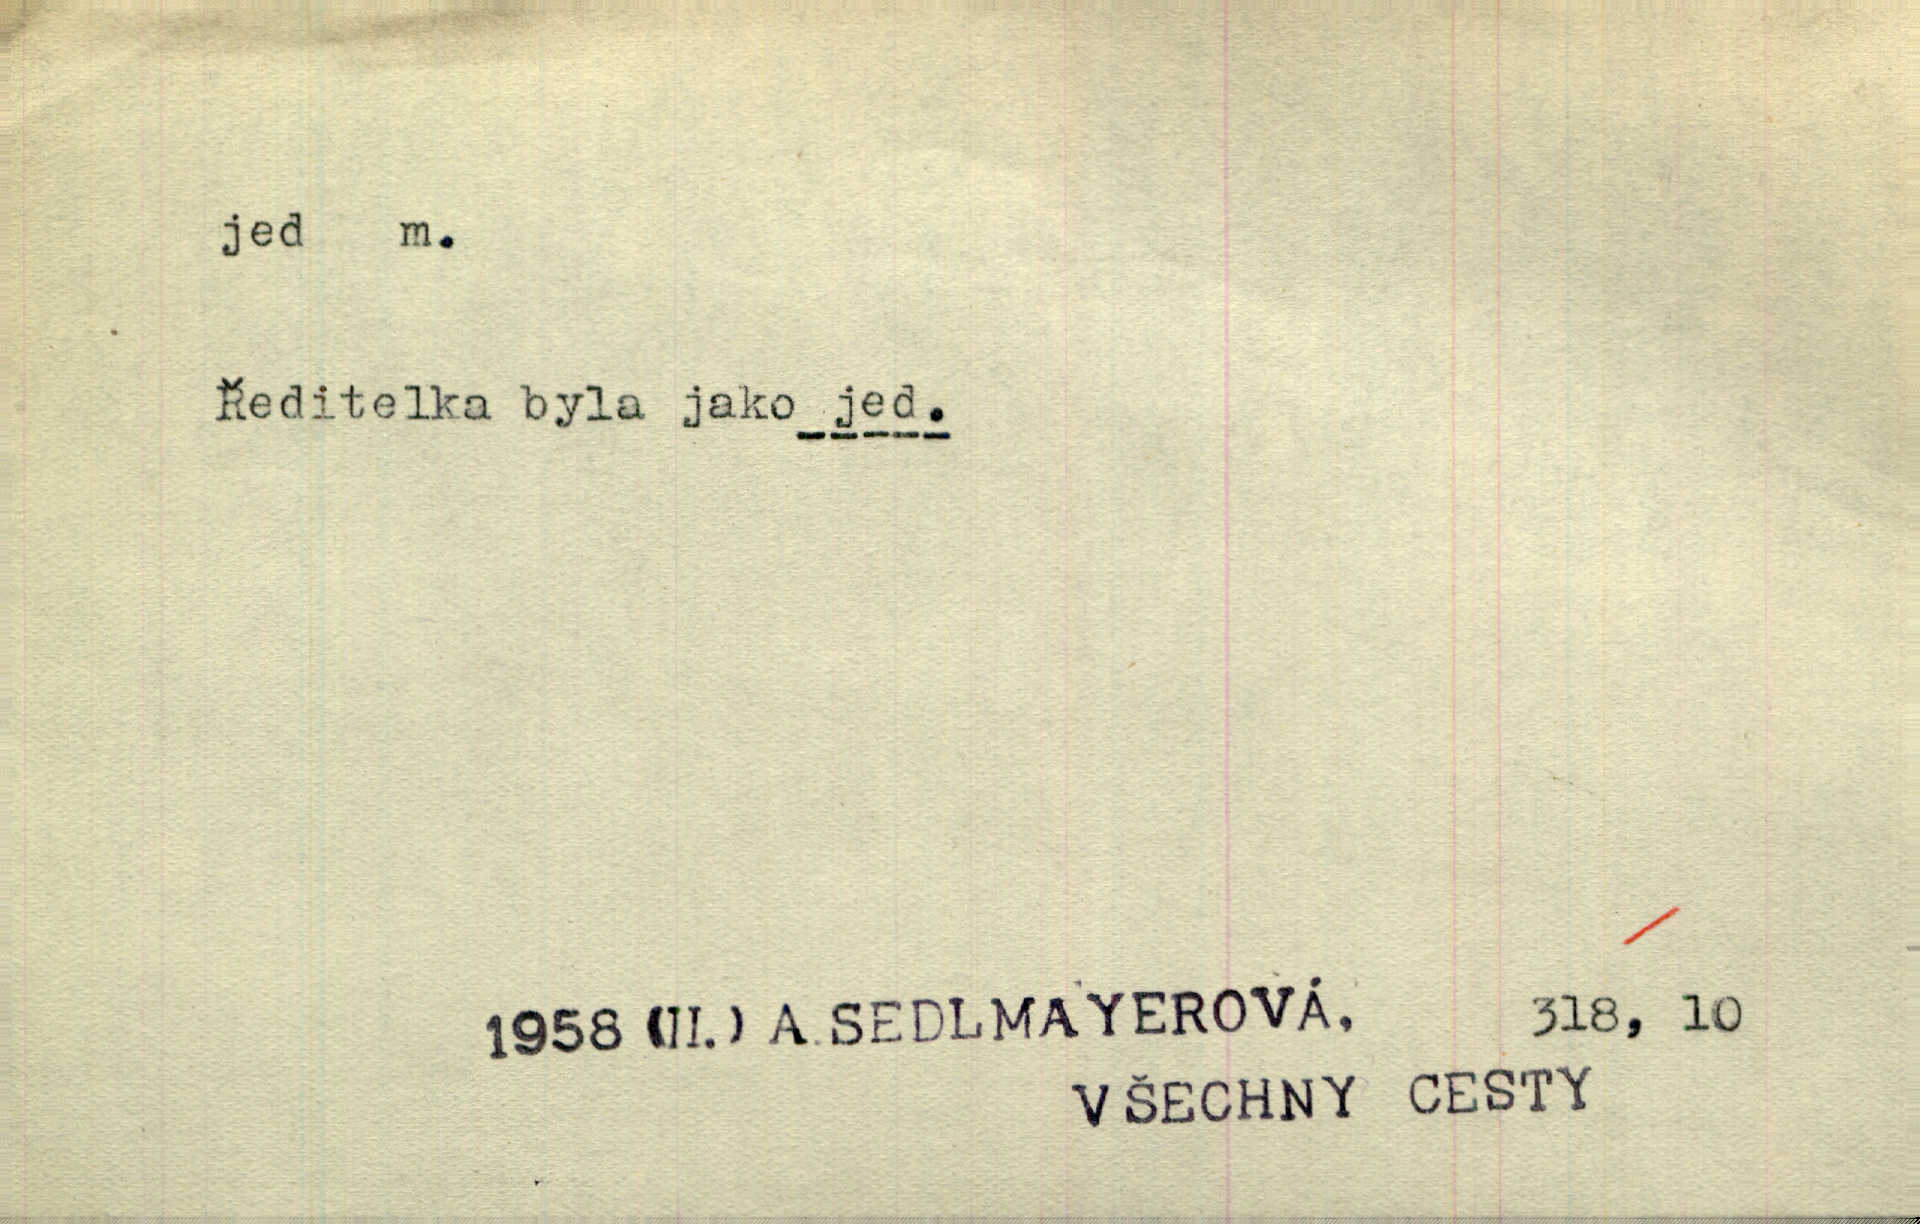 jed m.
Ředitelka byla jako jed.
1958 (II.) A. SEDLMAYEROVÁ, 318, 10
VŠECHNY CESTY